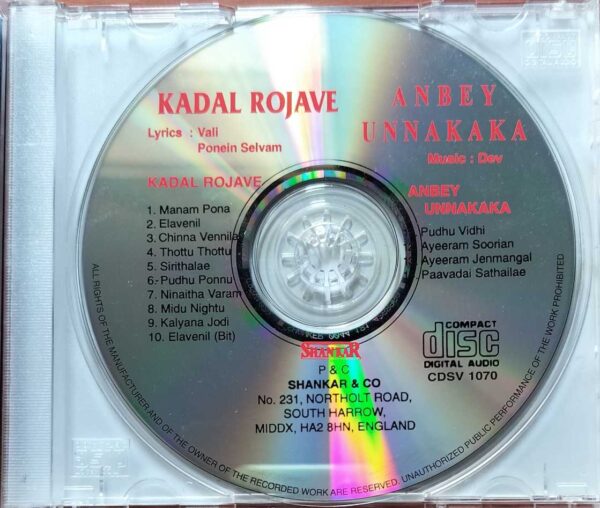 KADAL ROJAVE
Lyrics : Vali
Ponein Selvam
KADAL ROJAVE
1. Manam Pona
2. Elavenil
3. Chinna Vennila
4. Thottu Thottu
5. Sirithalae
6. Pudhu Ponnu
7. Ninaitha Varam
8. Midu Nightu
9. Kalyana Jodi
10. Elavenil (Bit)
ANBEY
UNNAKAKA
Music : Dev
ANBEY
UNNAKAKA
Pudhu Vidhi
Ayeeram Soorian
Ayeeram Jenmangal
Paavadai Sathailae
COMPACT
disc
DIGITAL AUDIO
CDSV 1070
SHANKAR
P & C
SHANKAR & CO
No. 231, NORTHOLT ROAD,
SOUTH HARROW,
MIDDX, HA2 8HN, ENGLAND
ALL RIGHTS OF THE MANUFACTURER AND OF THE OWNER OF THE RECORDED WORK ARE RESERVED. UNAUTHORIZED PUBLIC PERFORMANCE OF THE WORK PROHIBITED
disc
DIGITAL AUDIO